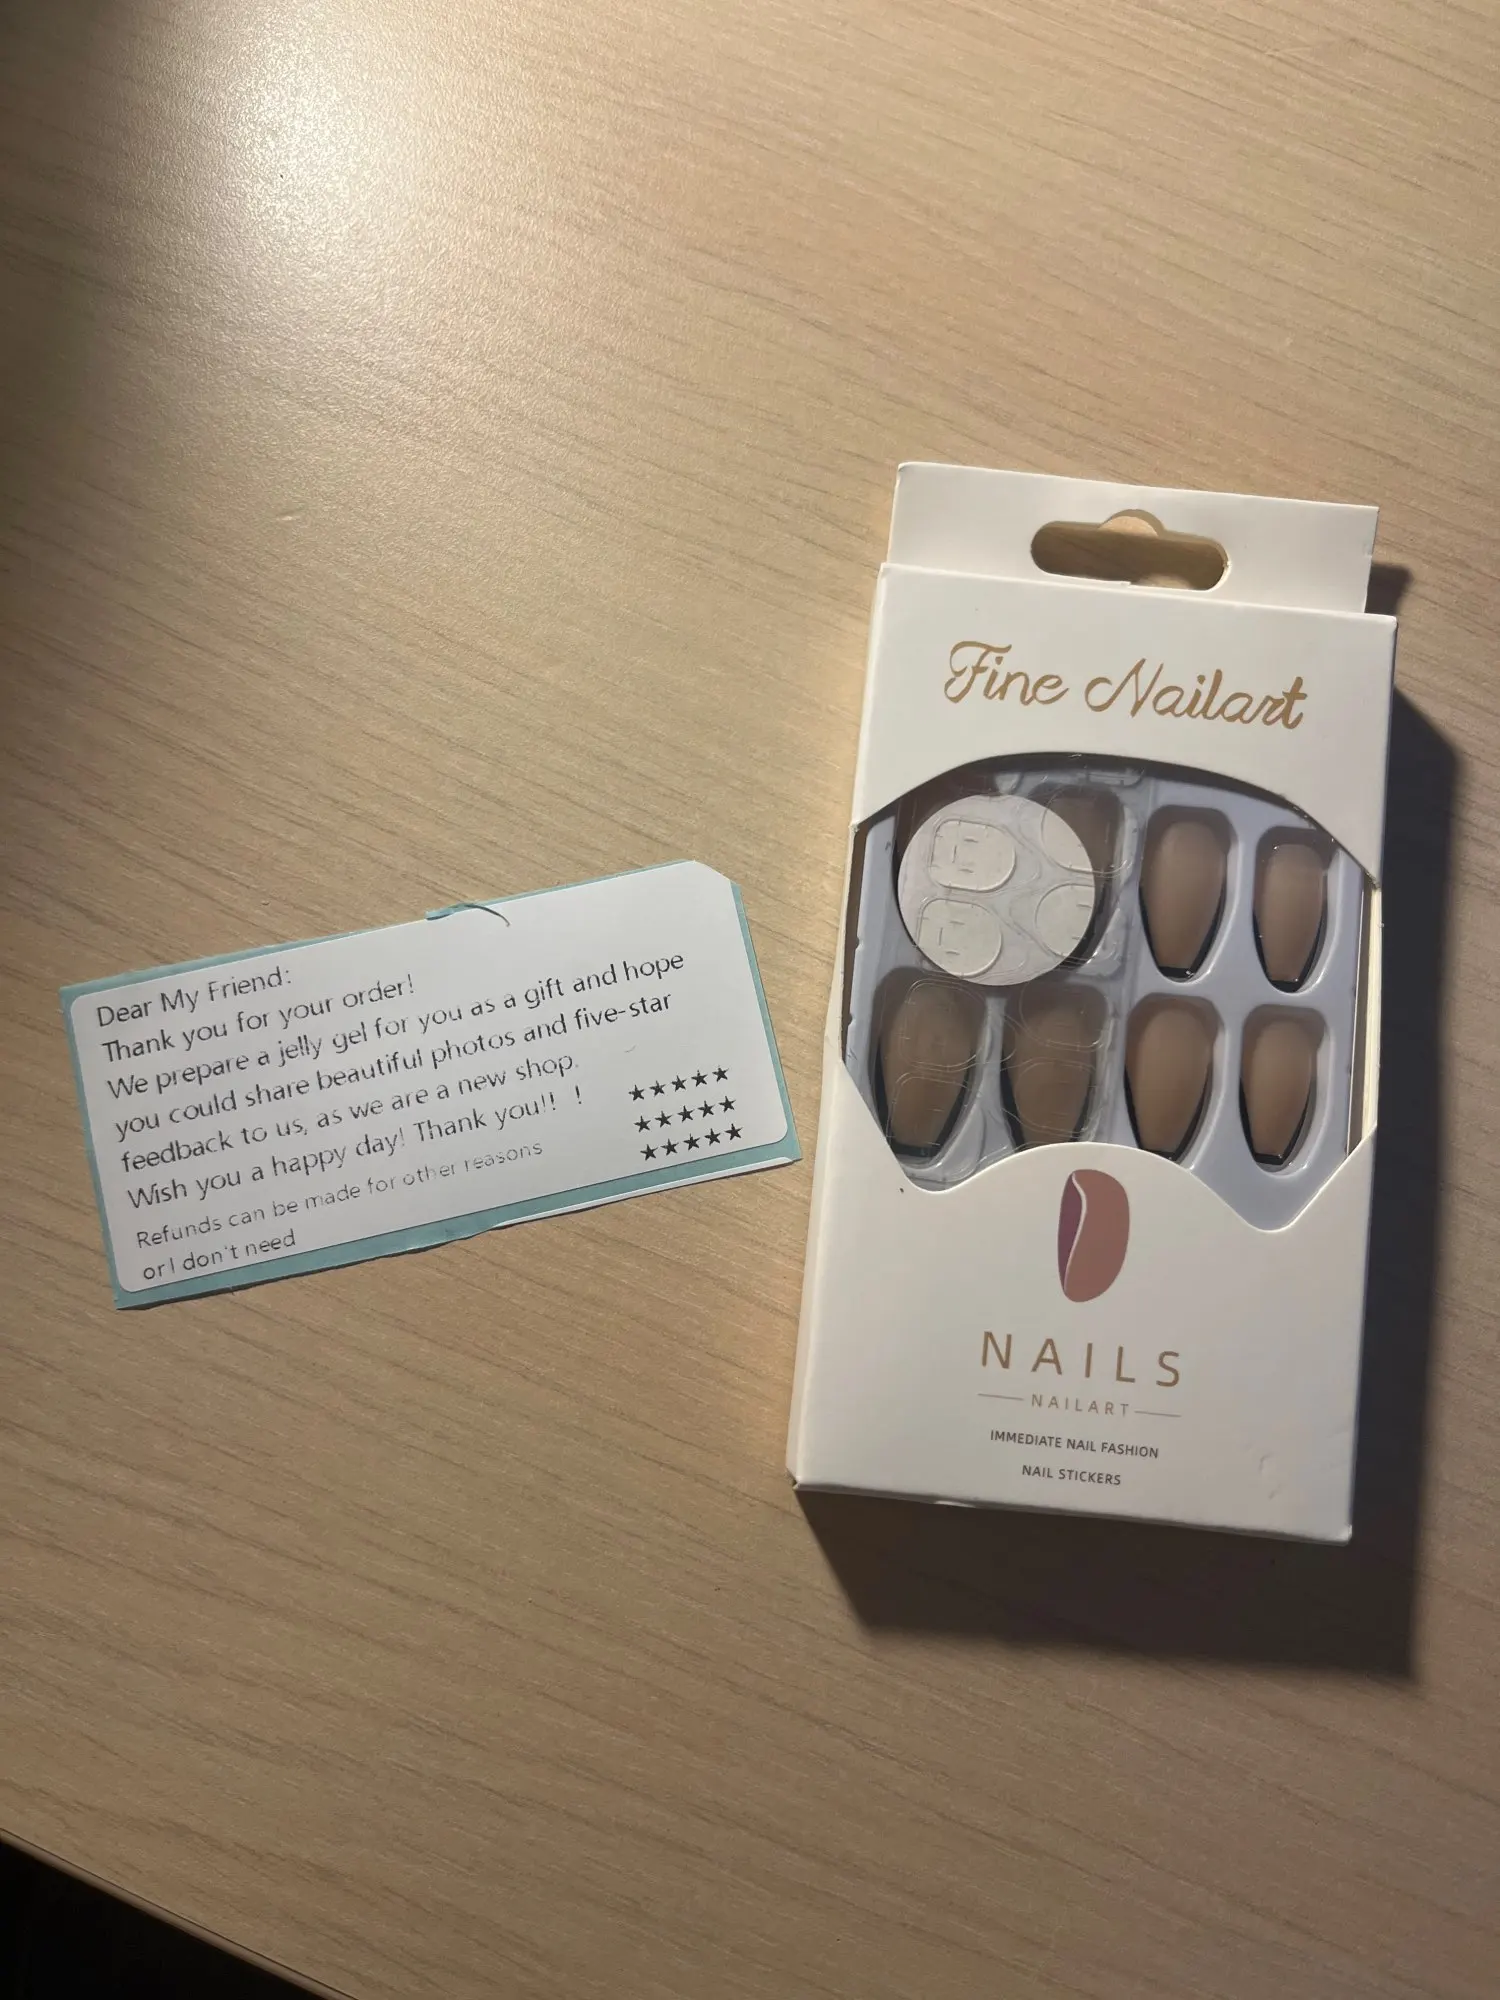 Dear My Friend:
Thank you for your order!
We prepare a jelly gel for you as a gift and hope
you could share beautiful photos and five-star
feedback to us, as we are a new shop.
Wish you a happy day! Thank you!! !
★★★★★
★★★★★
★★★★★
Refunds can be made for other reasons
or I don't need
Fine Nailart
NAILS
NAILART
IMMEDIATE NAIL FASHION
NAIL STICKERS